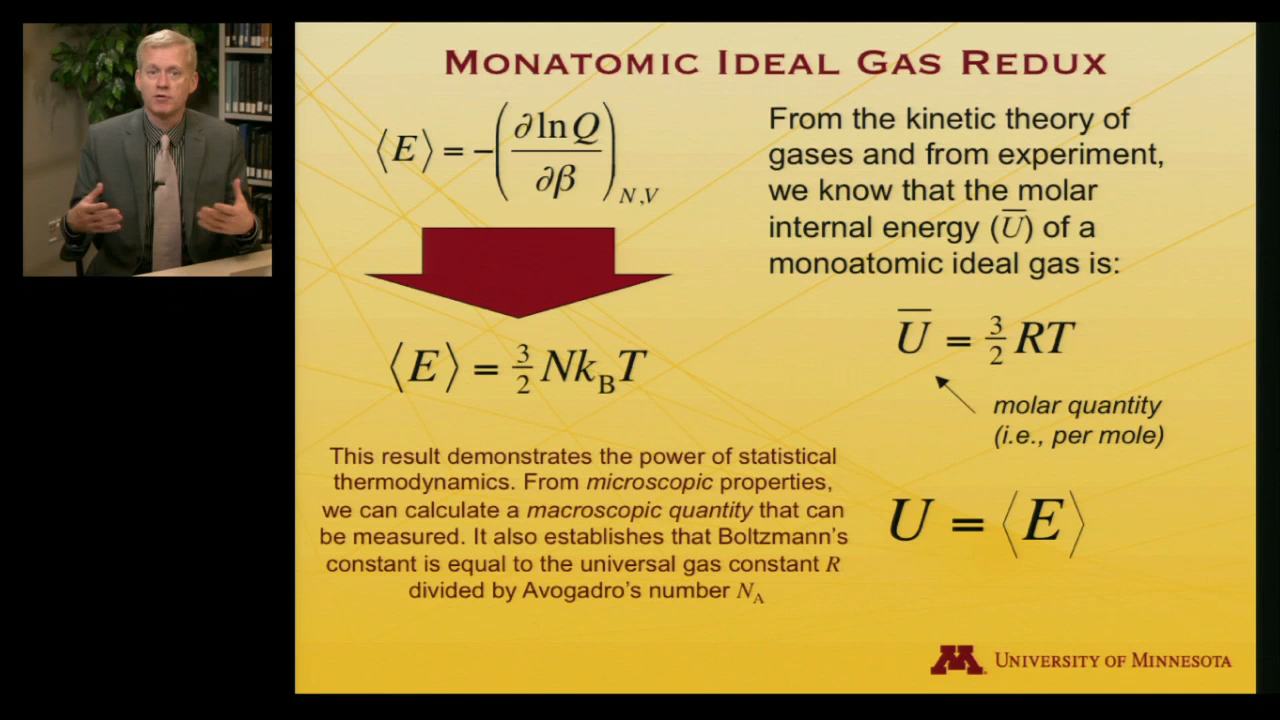 MONATOMIC IDEAL GAS REDUX
⟨E⟩ = −(∂ ln Q / ∂β)_{N,V}
⟨E⟩ = 3/2 Nk_B T
This result demonstrates the power of statistical
thermodynamics. From microscopic properties,
we can calculate a macroscopic quantity that can
be measured. It also establishes that Boltzmann's
constant is equal to the universal gas constant R
divided by Avogadro's number N_A
From the kinetic theory of
gases and from experiment,
we know that the molar
internal energy (U̅) of a
monoatomic ideal gas is:
U̅ = 3/2 RT
molar quantity
(i.e., per mole)
U = ⟨E⟩
M UNIVERSITY OF MINNESOTA